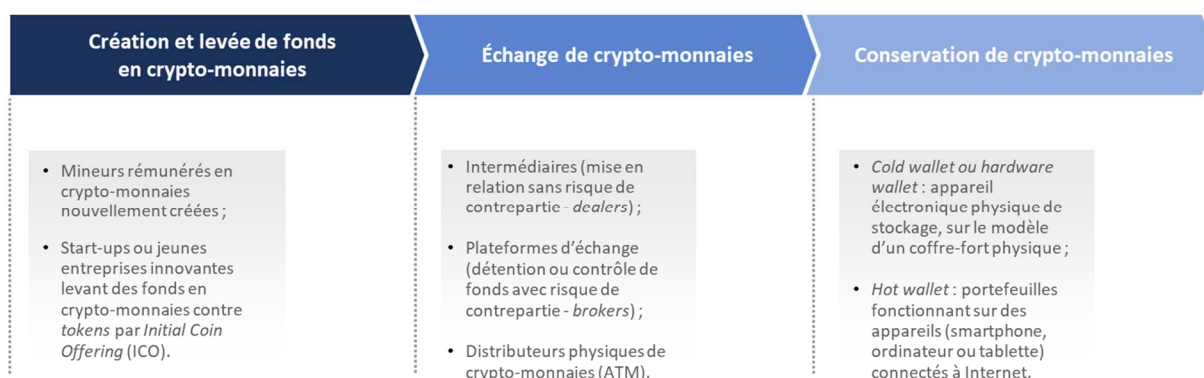 Création et levée de fonds
en crypto-monnaies
Échange de crypto-monnaies
Conservation de crypto-monnaies
• Mineurs rémunérés en
crypto-monnaies
nouvellement créées ;
• Start-ups ou jeunes
entreprises innovantes
levant des fonds en
crypto-monnaies contre
tokens par Initial Coin
Offering (ICO).
• Intermédiaires (mise en
relation sans risque de
contrepartie - dealers) ;
• Plateformes d’échange
(détention ou contrôle de
fonds avec risque de
contrepartie - brokers) ;
• Distributeurs physiques de
crypto-monnaies (ATM).
• Cold wallet ou hardware
wallet : appareil
électronique physique de
stockage, sur le modèle
d’un coffre-fort physique ;
• Hot wallet : portefeuilles
fonctionnant sur des
appareils (smartphone,
ordinateur ou tablette)
connectés à Internet.